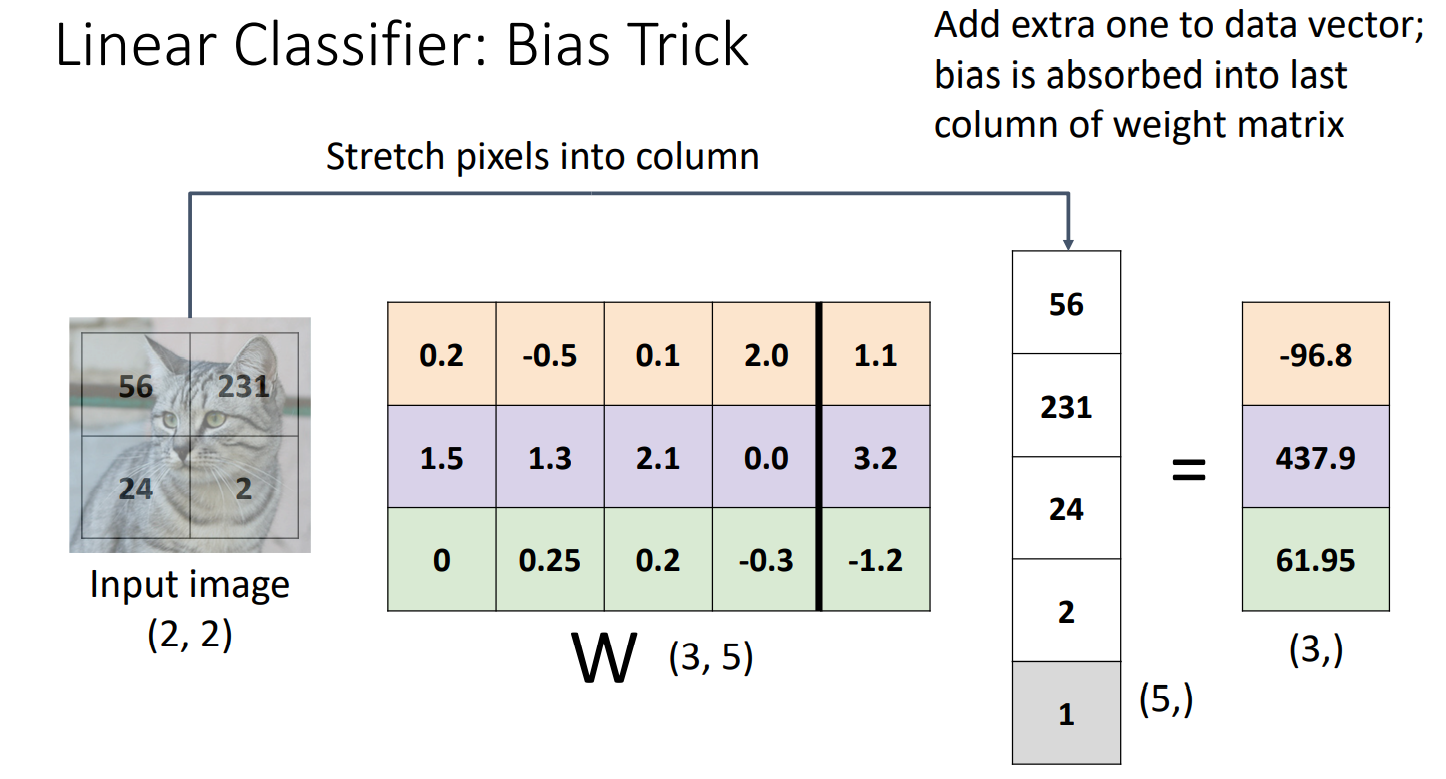 Linear Classifier: Bias Trick
Add extra one to data vector;
bias is absorbed into last
column of weight matrix
Stretch pixels into column
56 231
24 2
Input image
(2, 2)
0.2 -0.5 0.1 2.0 1.1
1.5 1.3 2.1 0.0 3.2
0 0.25 0.2 -0.3 -1.2
W (3, 5)
56
231
24
2
1
(5,)
=
-96.8
437.9
61.95
(3,)